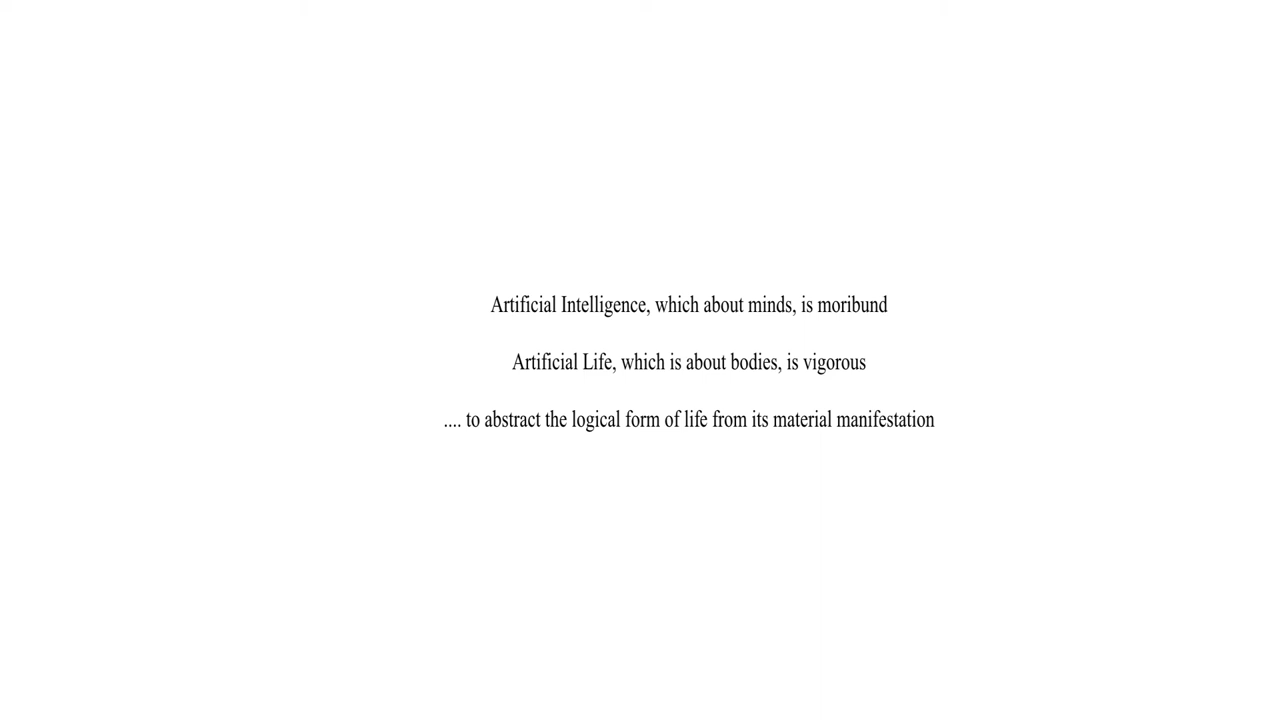 Artificial Intelligence, which about minds, is moribund
Artificial Life, which is about bodies, is vigorous
.... to abstract the logical form of life from its material manifestation